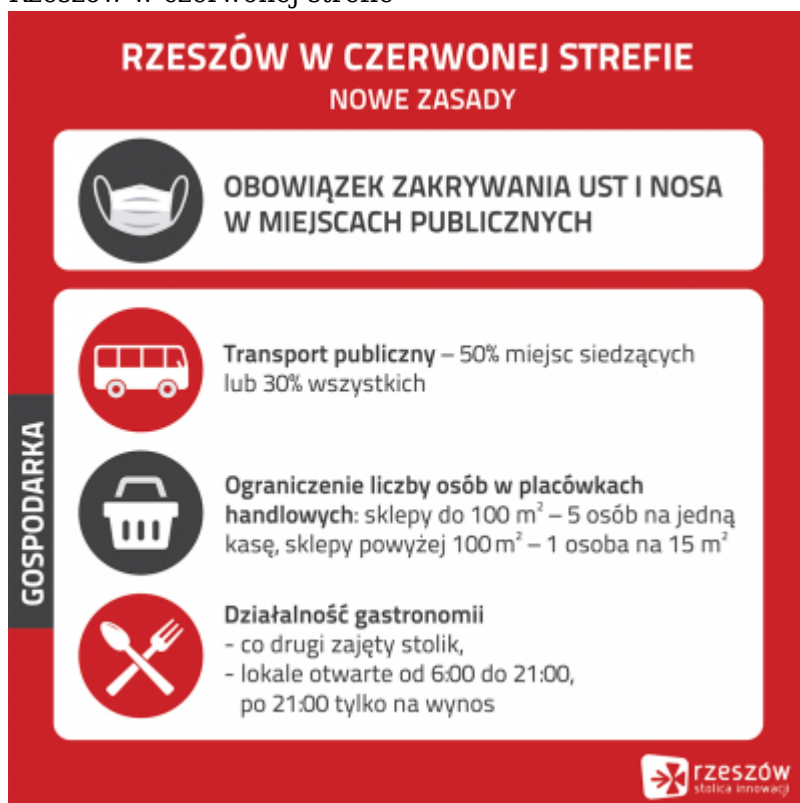 RZESZÓW W CZERWONEJ STREFIE
NOWE ZASADY
OBOWIĄZEK ZAKRYWANIA UST I NOSA
W MIEJSCACH PUBLICZNYCH
GOSPODARKA
Transport publiczny – 50% miejsc siedzących
lub 30% wszystkich
Ograniczenie liczby osób w placówkach
handlowych: sklepy do 100 m² – 5 osób na jedną
kasę, sklepy powyżej 100 m² – 1 osoba na 15 m²
Działalność gastronomii
- co drugi zajęty stolik,
- lokale otwarte od 6:00 do 21:00,
po 21:00 tylko na wynos
rzeszów
stolica innowacji